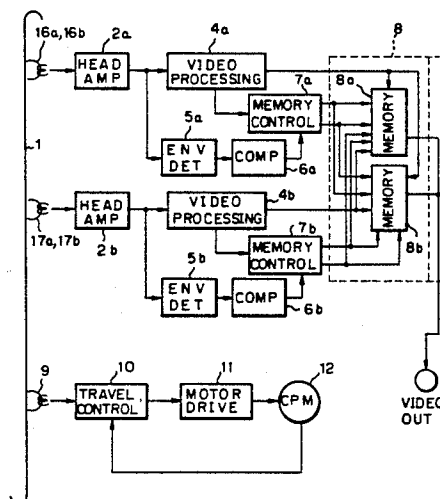 16a, 16b
2a
HEAD AMP
4a
VIDEO PROCESSING
8
8a
7a
MEMORY CONTROL
MEMORY
1
5a
ENV DET
COMP
6a
17a, 17b
HEAD AMP
2b
VIDEO PROCESSING
4b
7b
MEMORY CONTROL
MEMORY
8b
5b
ENV DET
COMP
6b
9
10
TRAVEL CONTROL
11
MOTOR DRIVE
12
CPM
VIDEO OUT